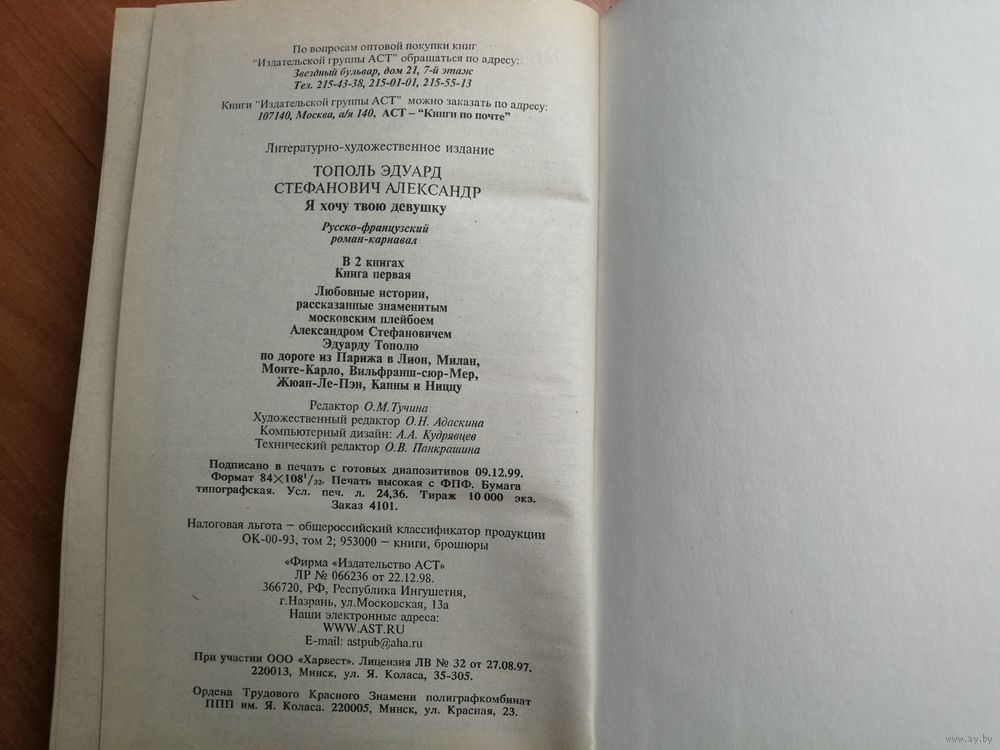 По вопросам оптовой покупки книг
"Издательской группы АСТ" обращаться по адресу:
Звездный бульвар, дом 21, 7-й этаж
Тел. 215-43-38, 215-01-01, 215-55-13
Книги "Издательской группы АСТ" можно заказать по адресу:
107140, Москва, а/я 140, АСТ – "Книги по почте"
Литературно-художественное издание
ТОПОЛЬ ЭДУАРД
СТЕФАНОВИЧ АЛЕКСАНДР
Я хочу твою девушку
Русско-французский
роман-карнавал
В 2 книгах
Книга первая
Любовные истории,
рассказанные знаменитым
московским плейбоем
Александром Стефановичем
Эдуарду Тополю
по дороге из Парижа в Лион, Милан,
Монте-Карло, Вильфранш-сюр-Мер,
Жюан-Ле-Пэн, Канны и Ниццу
Редактор О.М.Тучина
Художественный редактор О.Н. Адаскина
Компьютерный дизайн: А.А. Кудрявцев
Технический редактор О.В. Панкрашина
Подписано в печать с готовых диапозитивов 09.12.99.
Формат 84×108¹/₃₂. Печать высокая с ФПФ. Бумага
типографская. Усл. печ. л. 24,36. Тираж 10 000 экз.
Заказ 4101.
Налоговая льгота – общероссийский классификатор продукции
ОК-00-93, том 2; 953000 – книги, брошюры
«Фирма «Издательство АСТ»
ЛР № 066236 от 22.12.98.
366720, РФ, Республика Ингушетия,
г.Назрань, ул.Московская, 13а
Наши электронные адреса:
WWW.AST.RU
E-mail: astpub@aha.ru
При участии ООО «Харвест». Лицензия ЛВ № 32 от 27.08.97.
220013, Минск, ул. Я. Коласа, 35-305.
Ордена Трудового Красного Знамени полиграфкомбинат
ППП им. Я. Коласа. 220005, Минск, ул. Красная, 23.
www.ay.by